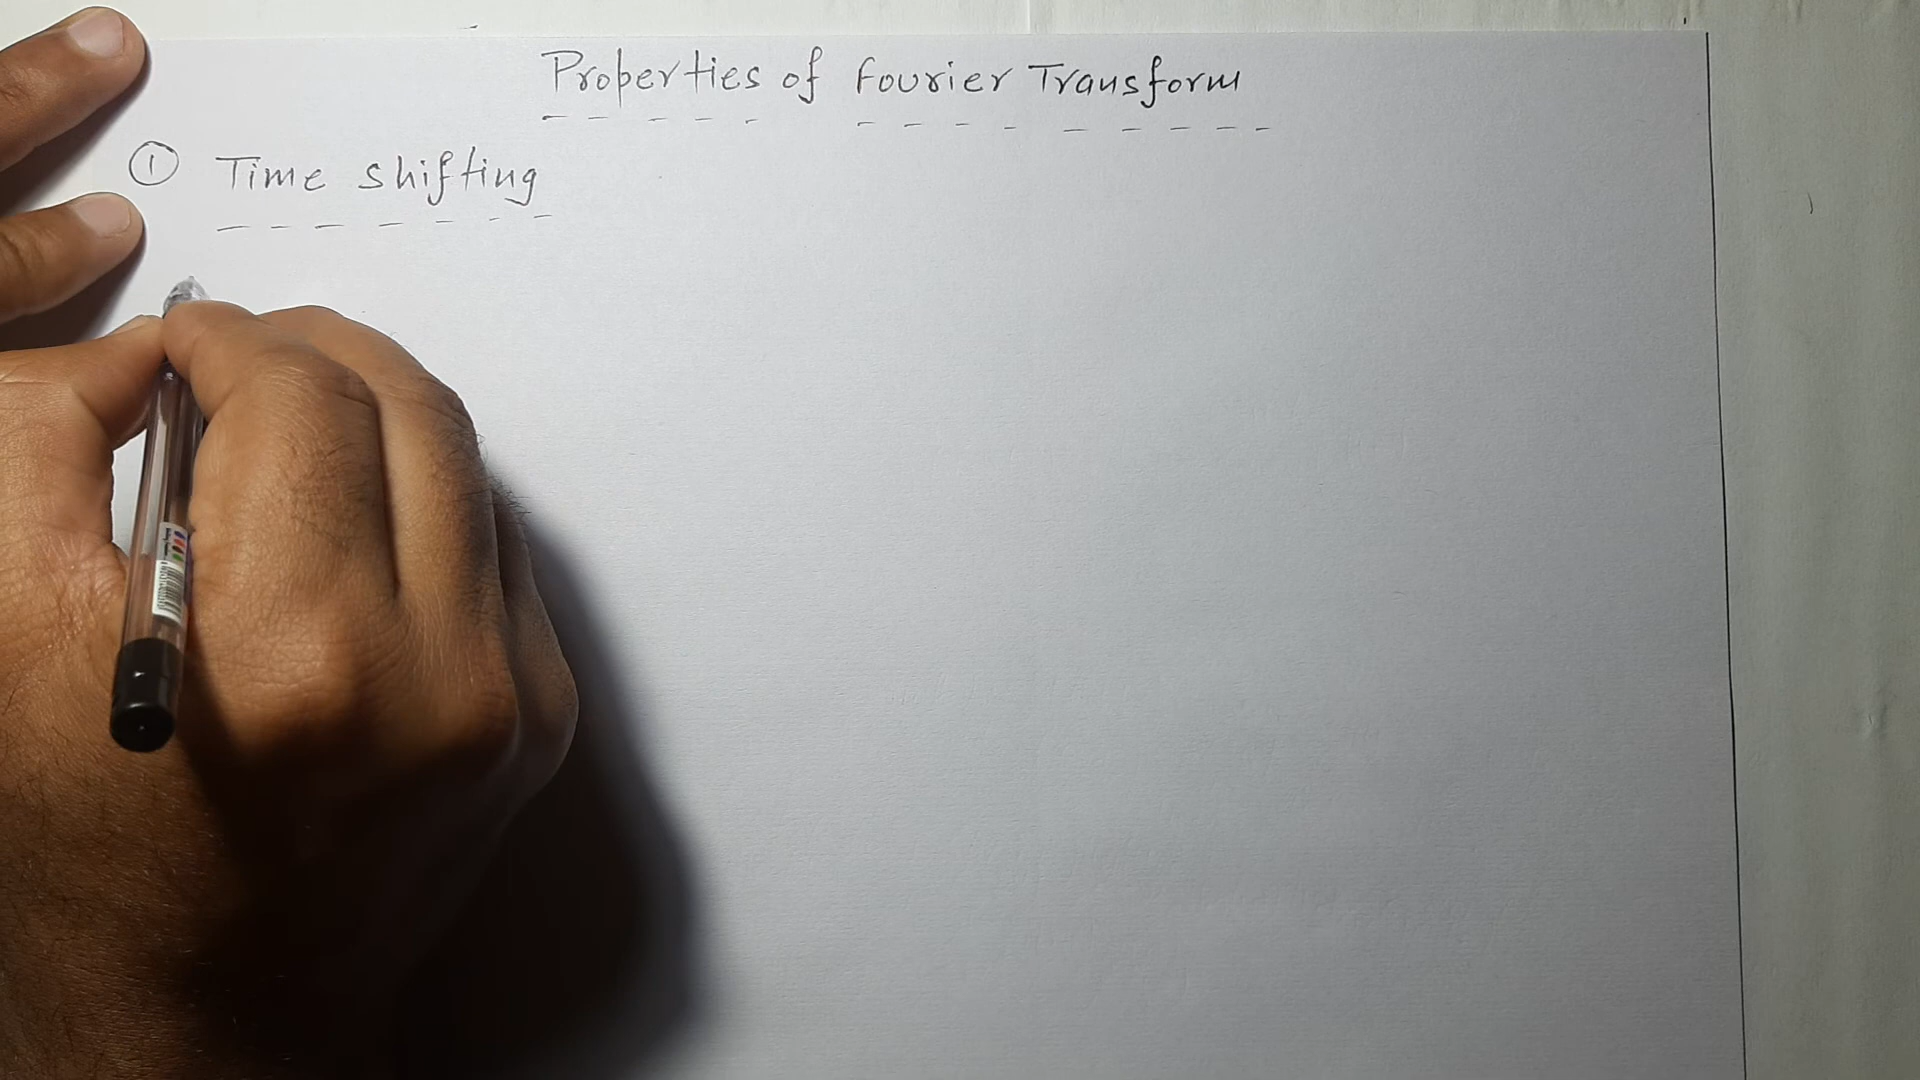 Properties of Fourier Transform
① Time shifting